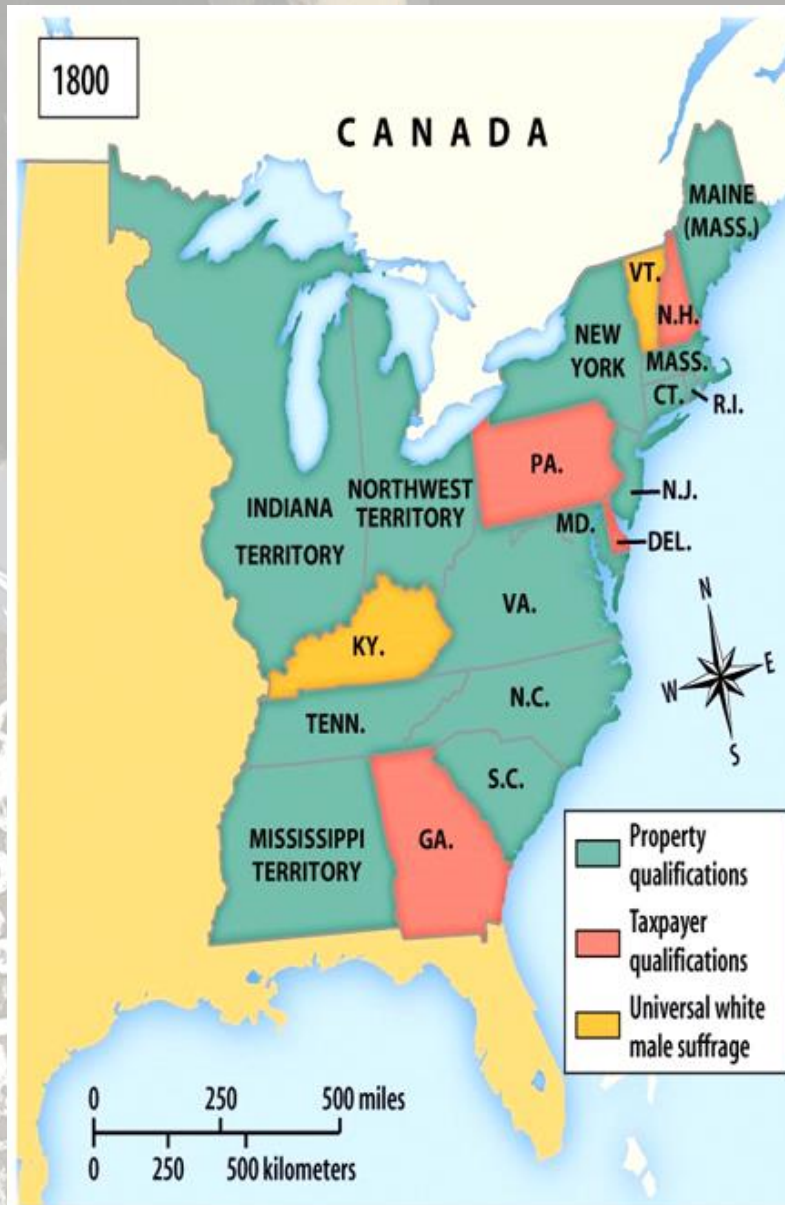 1800
CANADA
MAINE
(MASS.)
VT.
N.H.
NEW
YORK
MASS.
CT.
R.I.
PA.
N.J.
NORTHWEST
TERRITORY
INDIANA
TERRITORY
MD.
DEL.
VA.
KY.
N.C.
TENN.
S.C.
MISSISSIPPI
TERRITORY
GA.
N
W
E
S
Property
qualifications
Taxpayer
qualifications
Universal white
male suffrage
0 250 500 miles
0 250 500 kilometers